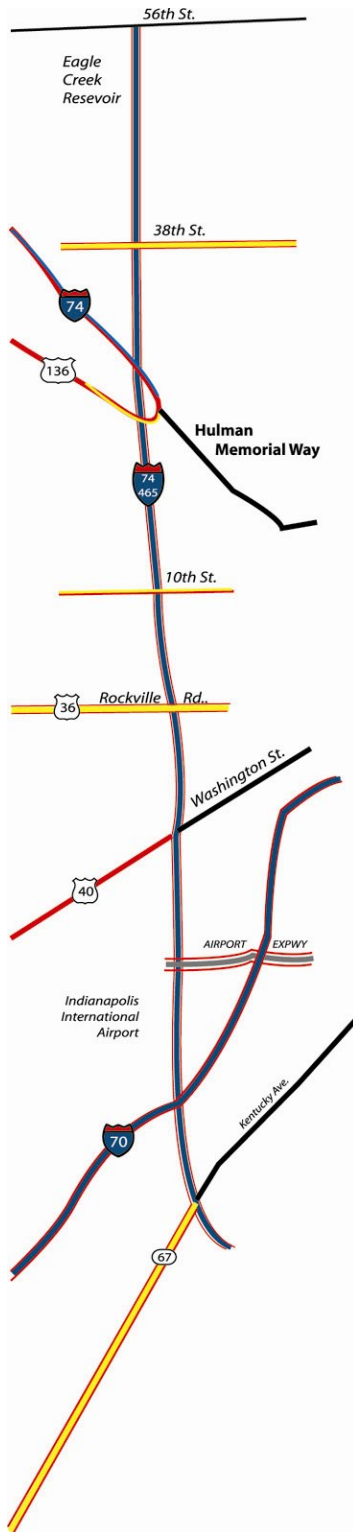 56th St.
Eagle
Creek
Resevoir
38th St.
74
136
Hulman
Memorial Way
74
465
10th St.
36
Rockville Rd..
Washington St.
40
AIRPORT EXPWY
Indianapolis
International
Airport
Kentucky Ave.
70
67